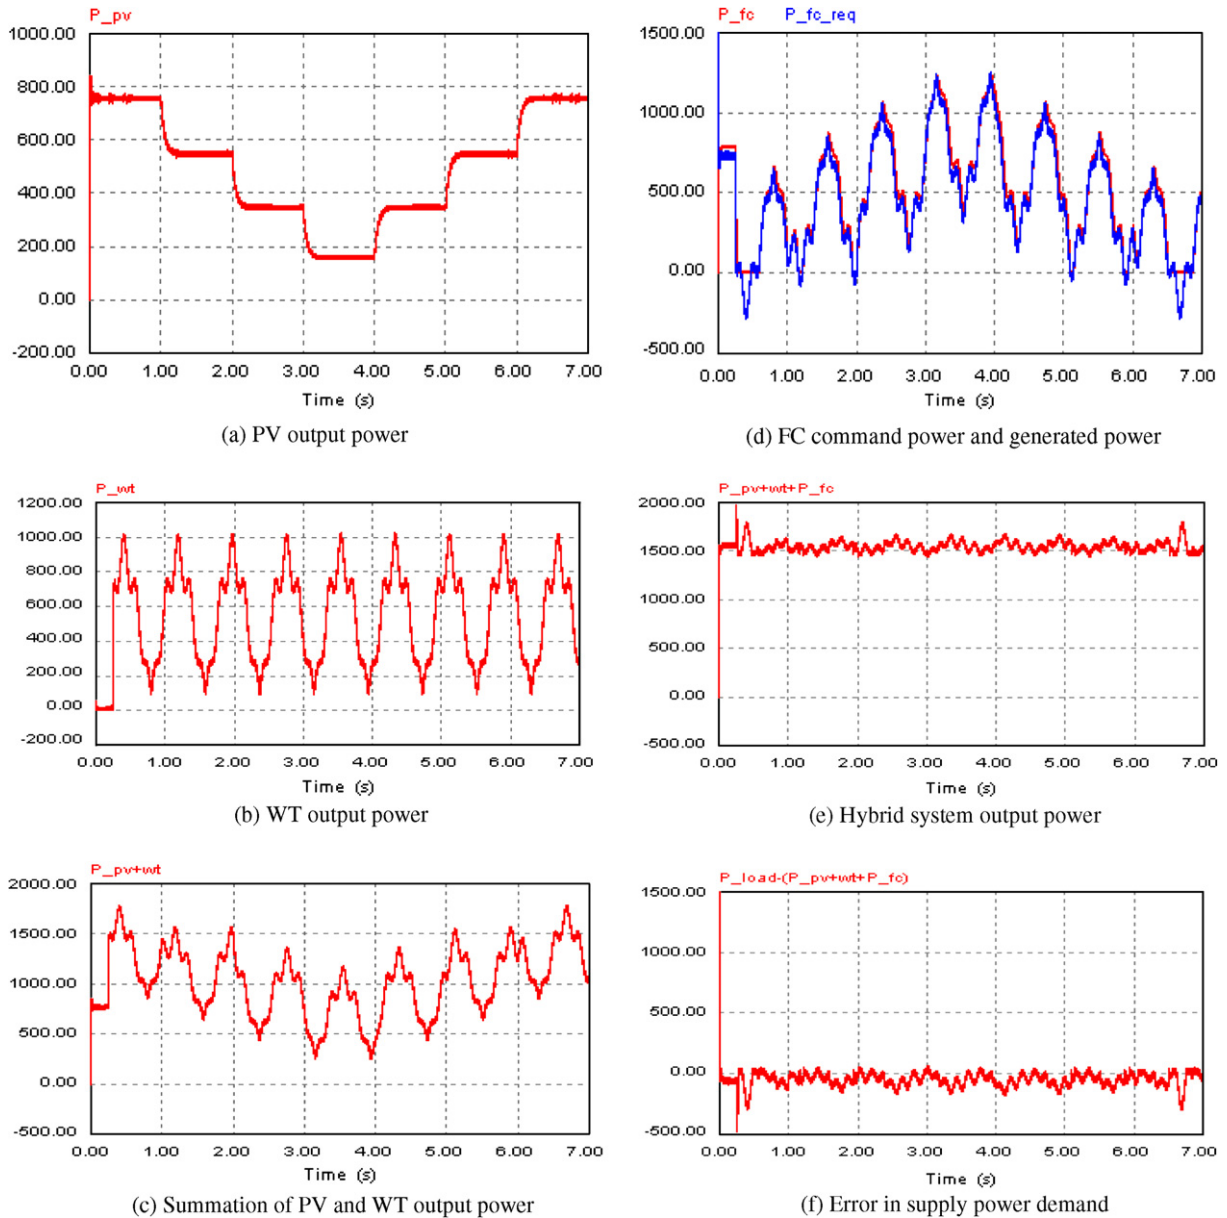 P_pv
1000.00
800.00
600.00
400.00
200.00
0.00
-200.00
0.00 1.00 2.00 3.00 4.00 5.00 6.00 7.00
Time (s)
(a) PV output power
P_wt
1200.00
1000.00
800.00
600.00
400.00
200.00
0.00
-200.00
0.00 1.00 2.00 3.00 4.00 5.00 6.00 7.00
Time (s)
(b) WT output power
P_pv+wt
2000.00
1500.00
1000.00
500.00
0.00
-500.00
0.00 1.00 2.00 3.00 4.00 5.00 6.00 7.00
Time (s)
(c) Summation of PV and WT output power
P_fc P_fc_req
1500.00
1000.00
500.00
0.00
-500.00
0.00 1.00 2.00 3.00 4.00 5.00 6.00 7.00
Time (s)
(d) FC command power and generated power
P_pv+wt+P_fc
2000.00
1500.00
1000.00
500.00
0.00
-500.00
0.00 1.00 2.00 3.00 4.00 5.00 6.00 7.00
Time (s)
(e) Hybrid system output power
P_load-(P_pv+wt+P_fc)
1500.00
1000.00
500.00
0.00
-500.00
0.00 1.00 2.00 3.00 4.00 5.00 6.00 7.00
Time (s)
(f) Error in supply power demand